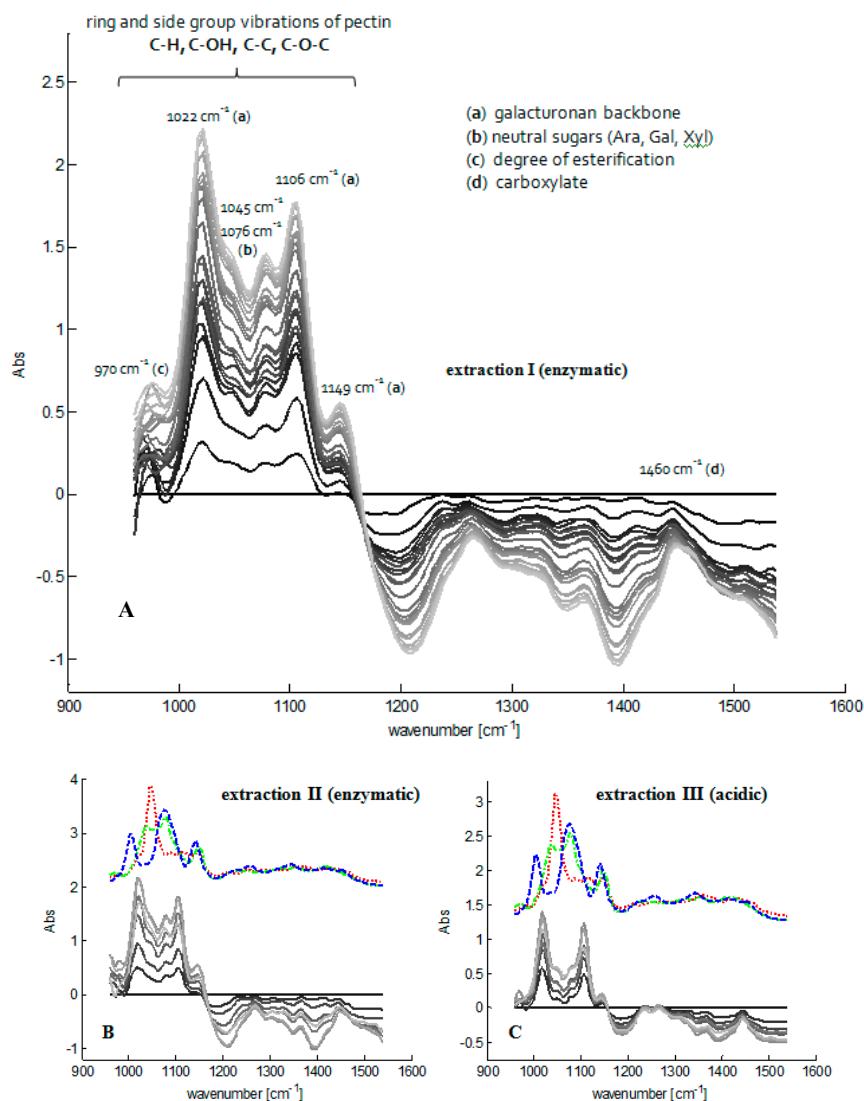 ring and side group vibrations of pectin
C-H, C-OH, C-C, C-O-C
2.5
2
1.5
1
0.5
0
-0.5
-1
Abs
1022 cm⁻¹ (a)
1106 cm⁻¹ (a)
1045 cm⁻¹
1076 cm⁻¹
(b)
970 cm⁻¹ (c)
1149 cm⁻¹ (a)
(a) galacturonan backbone
(b) neutral sugars (Ara, Gal, Xyl)
(c) degree of esterification
(d) carboxylate
extraction I (enzymatic)
1460 cm⁻¹ (d)
A
900 1000 1100 1200 1300 1400 1500 1600
wavenumber [cm⁻¹]
extraction II (enzymatic)
4
3
2
1
0
-1
Abs
B
1000 1100 1200 1300 1400 1500 1600
wavenumber [cm⁻¹]
extraction III (acidic)
3
2.5
2
1.5
1
0.5
0
-0.5
Abs
C
900 1000 1100 1200 1300 1400 1500 1600
wavenumber [cm⁻¹]